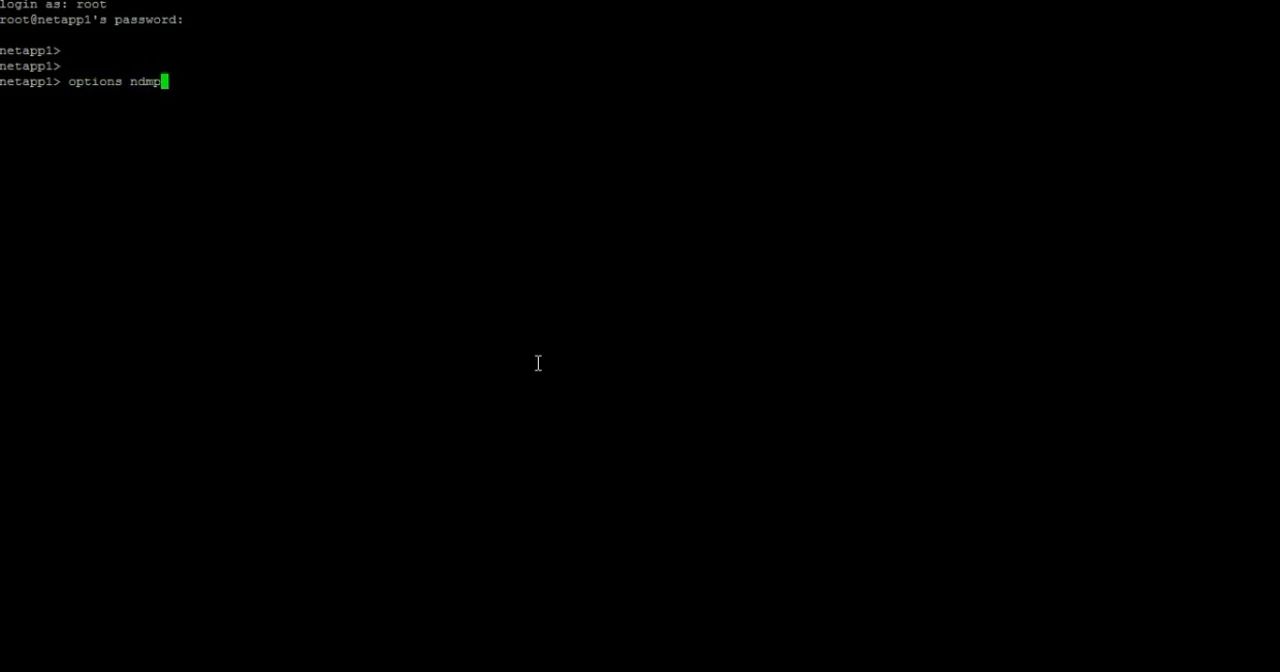 login as: root
root@netapp1's password:
netapp1>
netapp1>
netapp1> options ndmp